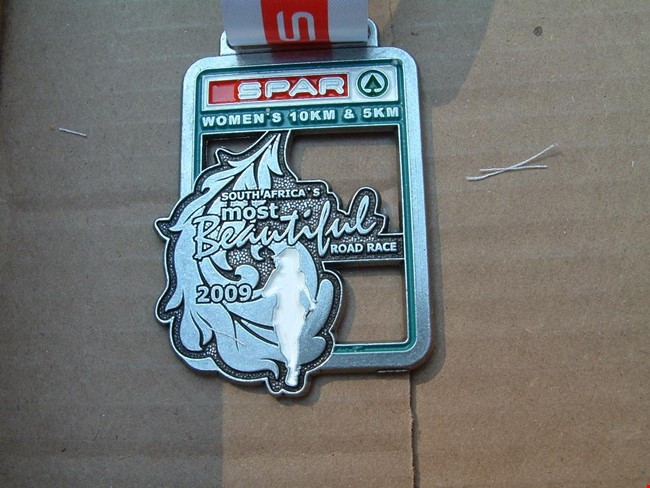 S
SPAR
WOMEN'S 10KM & 5KM
SOUTH AFRICA'S
most
Beautiful
ROAD RACE
2009